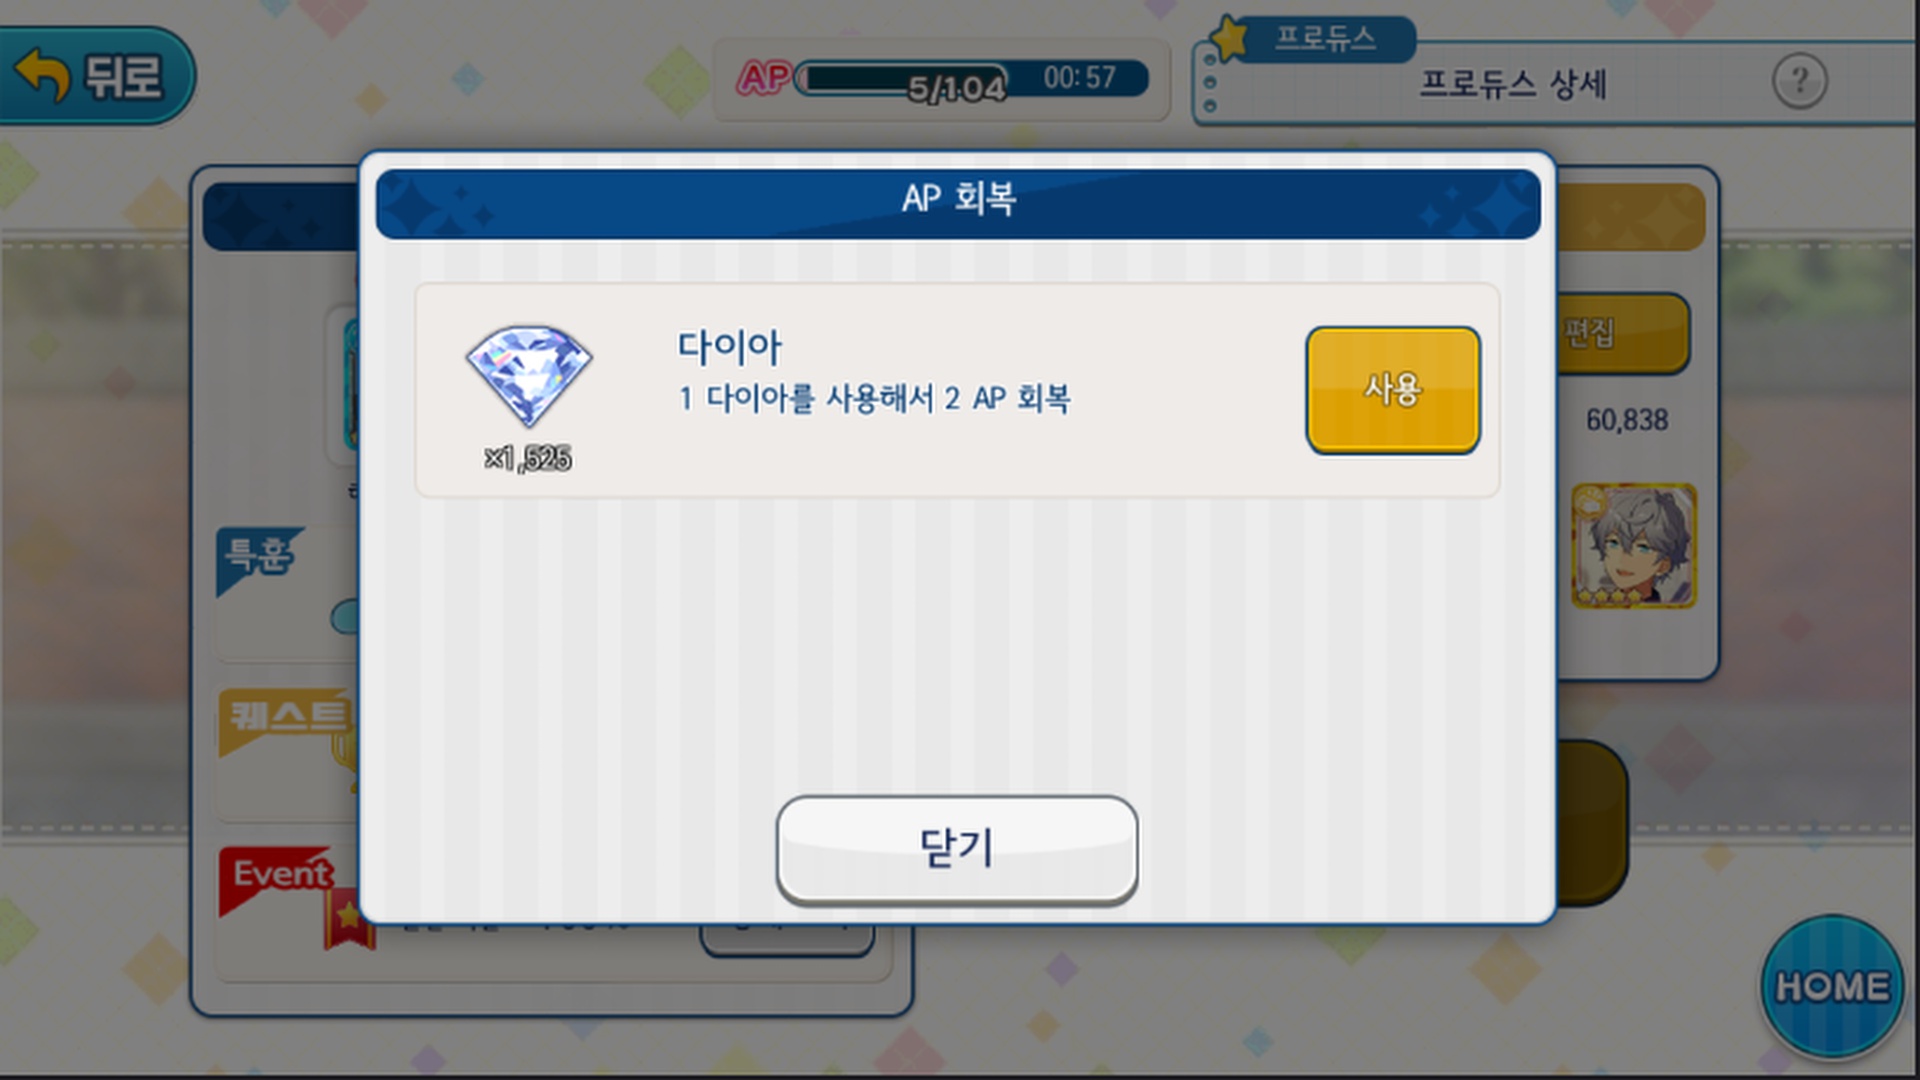 뒤로
AP 5/104 00:57
프로듀스
프로듀스 상세
?
AP 회복
다이아
1 다이아를 사용해서 2 AP 회복
×1,525
사용
편집
60,838
특훈
퀘스트
Event
닫기
HOME